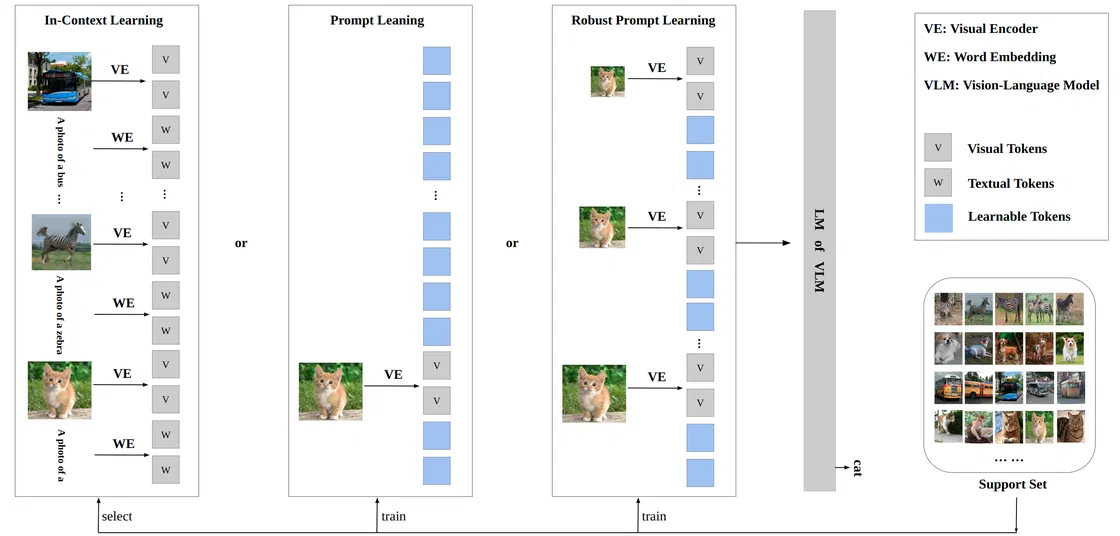 In-Context Learning
VE
V
V
A photo of a bus
WE
W
W
...
...
...
VE
V
V
A photo of a zebra
WE
W
W
VE
V
V
A photo of a
WE
W
W
or
Prompt Leaning
...
VE
V
V
or
Robust Prompt Learning
VE
V
V
...
VE
V
V
...
VE
V
V
LM of VLM
cat
VE: Visual Encoder
WE: Word Embedding
VLM: Vision-Language Model
V Visual Tokens
W Textual Tokens
Learnable Tokens
... ...
Support Set
select
train
train